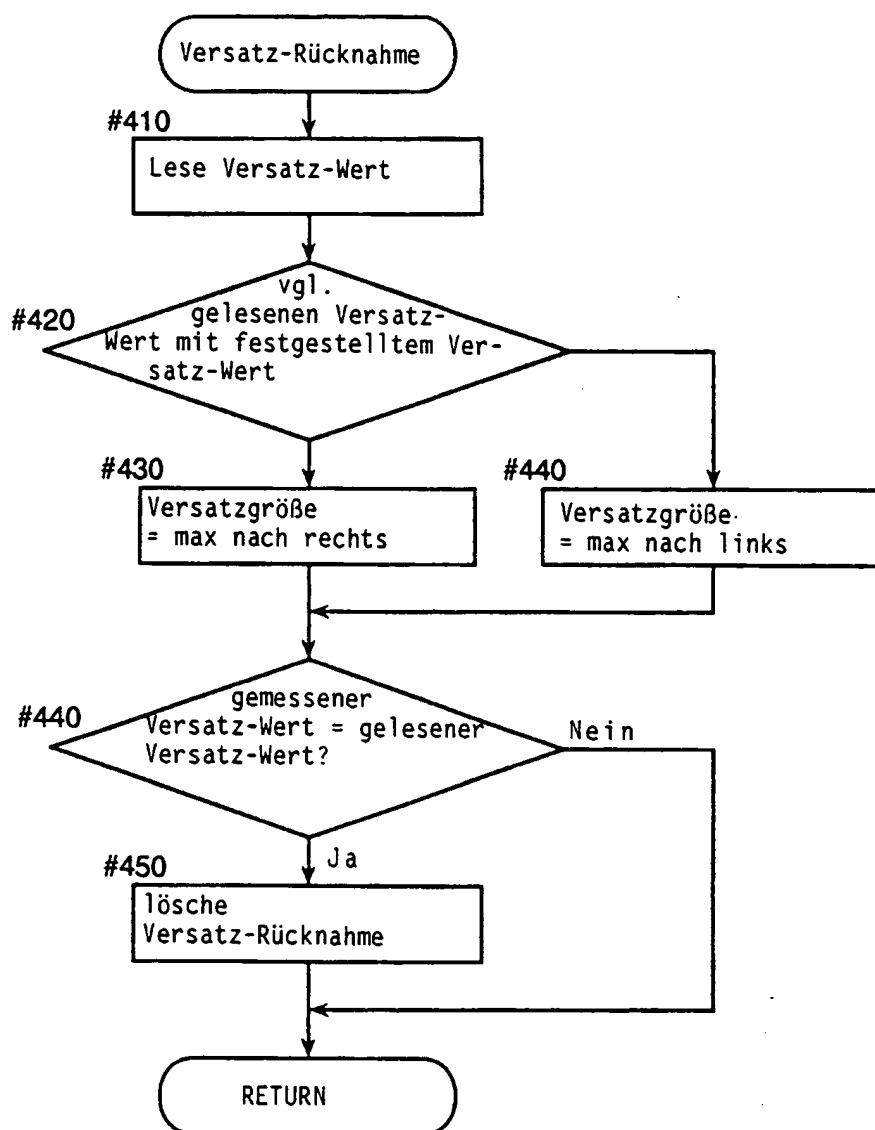 Versatz-Rücknahme
#410
Lese Versatz-Wert
#420
vgl.
gelesenen Versatz-
Wert mit festgestelltem Ver-
satz-Wert
#430
Versatzgröße
= max nach rechts
#440
Versatzgröße
= max nach links
#440
gemessener
Versatz-Wert = gelesener
Versatz-Wert?
Nein
Ja
#450
lösche
Versatz-Rücknahme
RETURN